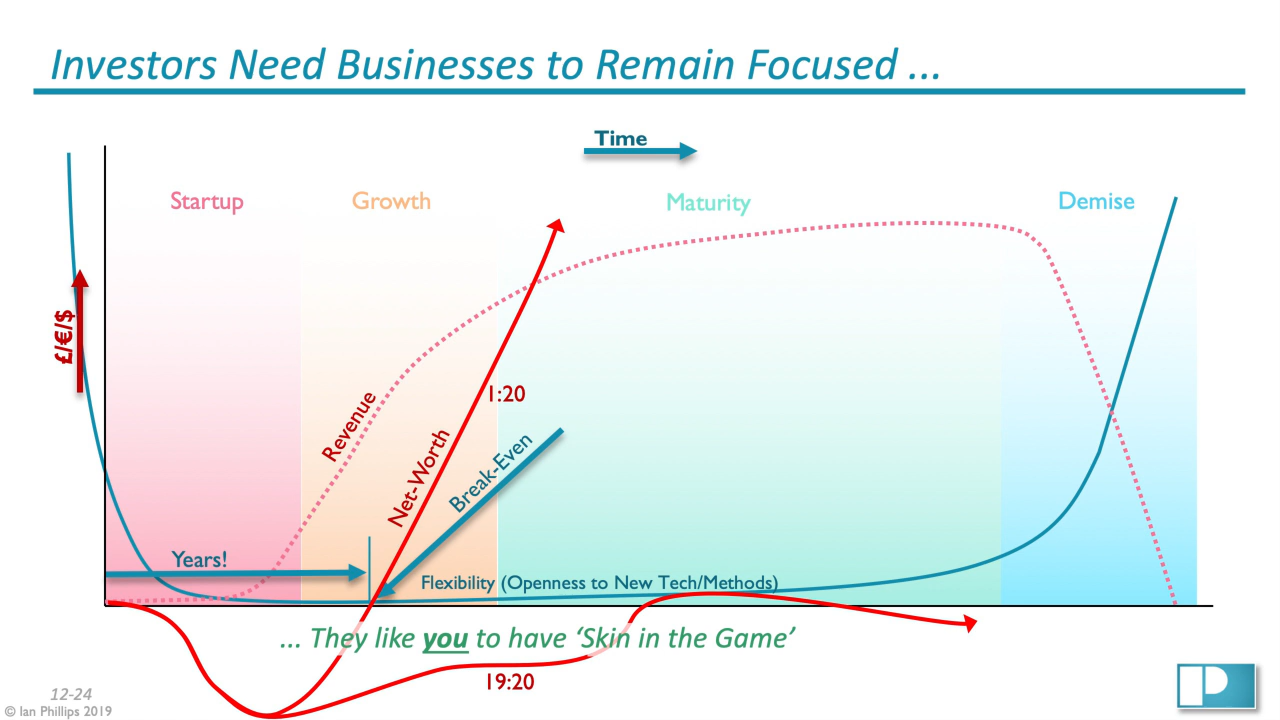 Investors Need Businesses to Remain Focused ...
Time
Startup
Growth
Maturity
Demise
£/€/$
Revenue
Net-Worth
1:20
Break-Even
Years!
Flexibility (Openness to New Tech/Methods)
... They like you to have ‘Skin in the Game’
19:20
12-24
© Ian Phillips 2019
P